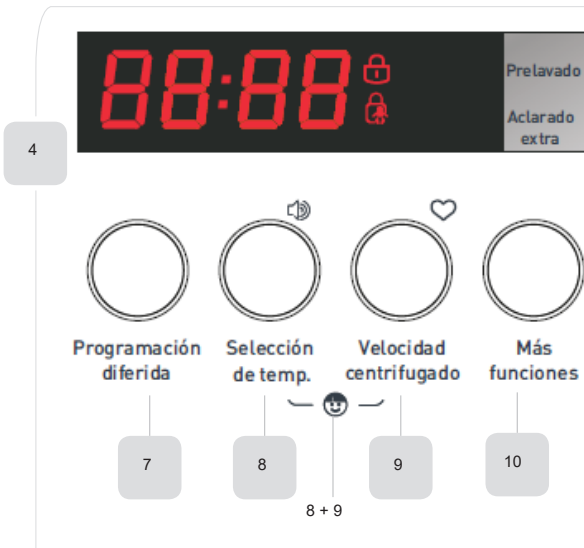 88:88
Prelavado
Aclarado
extra
4
Programación
diferida
Selección
de temp.
Velocidad
centrifugado
Más
funciones
7
8
9
10
8 + 9